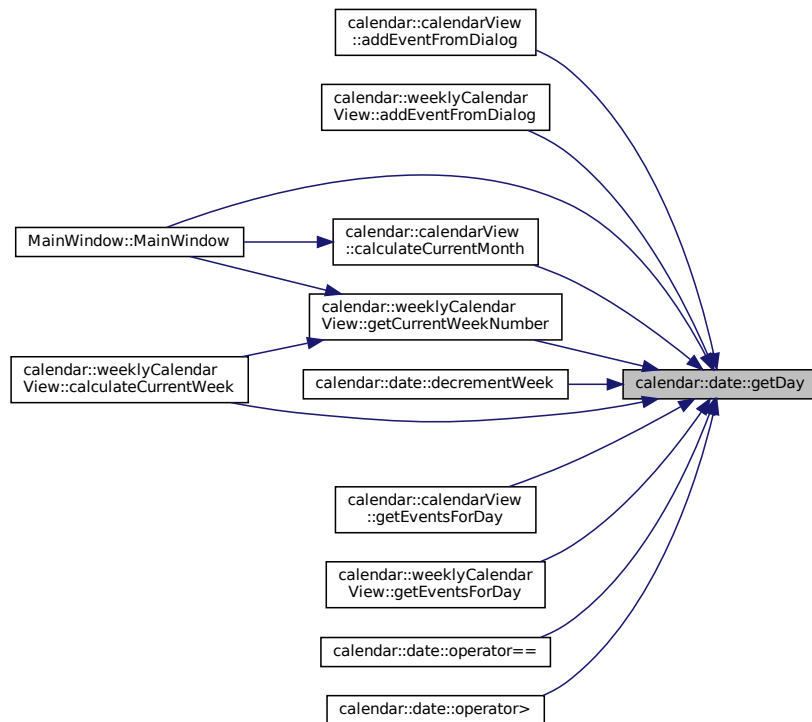 calendar::calendarView
::addEventFromDialog
calendar::weeklyCalendar
View::addEventFromDialog
MainWindow::MainWindow
calendar::calendarView
::calculateCurrentMonth
calendar::weeklyCalendar
View::getCurrentWeekNumber
calendar::weeklyCalendar
View::calculateCurrentWeek
calendar::date::decrementWeek
calendar::date::getDay
calendar::calendarView
::getEventsForDay
calendar::weeklyCalendar
View::getEventsForDay
calendar::date::operator==
calendar::date::operator>